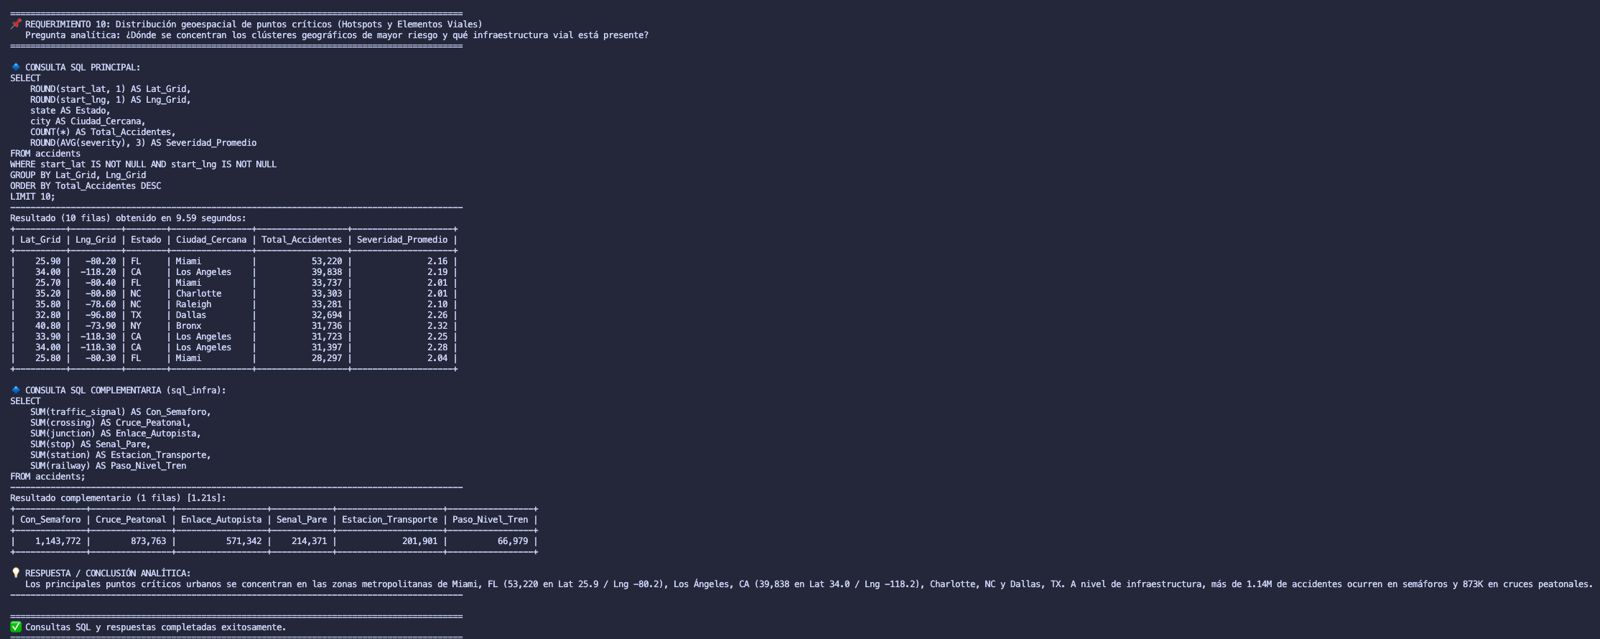 ================================================================================
📌 REQUERIMIENTO 10: Distribución geoespacial de puntos críticos (Hotspots y Elementos Viales)
   Pregunta analítica: ¿Dónde se concentran los clústeres geográficos de mayor riesgo y qué infraestructura vial está presente?
================================================================================
🔹 CONSULTA SQL PRINCIPAL:
SELECT
    ROUND(start_lat, 1) AS Lat_Grid,
    ROUND(start_lng, 1) AS Lng_Grid,
    state AS Estado,
    city AS Ciudad_Cercana,
    COUNT(*) AS Total_Accidentes,
    ROUND(AVG(severity), 3) AS Severidad_Promedio
FROM accidents
WHERE start_lat IS NOT NULL AND start_lng IS NOT NULL
GROUP BY Lat_Grid, Lng_Grid
ORDER BY Total_Accidentes DESC
LIMIT 10;
--------------------------------------------------------------------------------
Resultado (10 filas) obtenido en 9.59 segundos:
+----------+----------+--------+----------------+------------------+--------------------+
| Lat_Grid | Lng_Grid | Estado | Ciudad_Cercana | Total_Accidentes | Severidad_Promedio |
+----------+----------+--------+----------------+------------------+--------------------+
|    25.90 |   -80.20 | FL     | Miami          |           53,220 |               2.16 |
|    34.00 |  -118.20 | CA     | Los Angeles    |           39,838 |               2.19 |
|    25.70 |   -80.40 | FL     | Miami          |           33,737 |               2.01 |
|    35.20 |   -80.80 | NC     | Charlotte      |           33,303 |               2.01 |
|    35.80 |   -78.60 | NC     | Raleigh        |           33,281 |               2.10 |
|    32.80 |   -96.80 | TX     | Dallas         |           32,694 |               2.26 |
|    40.80 |   -73.90 | NY     | Bronx          |           31,736 |               2.32 |
|    33.90 |  -118.30 | CA     | Los Angeles    |           31,723 |               2.25 |
|    34.00 |  -118.30 | CA     | Los Angeles    |           31,397 |               2.28 |
|    25.80 |   -80.30 | FL     | Miami          |           28,297 |               2.04 |
+----------+----------+--------+----------------+------------------+--------------------+
🔹 CONSULTA SQL COMPLEMENTARIA (sql_infra):
SELECT
    SUM(traffic_signal) AS Con_Semaforo,
    SUM(crossing) AS Cruce_Peatonal,
    SUM(junction) AS Enlace_Autopista,
    SUM(stop) AS Senal_Pare,
    SUM(station) AS Estacion_Transporte,
    SUM(railway) AS Paso_Nivel_Tren
FROM accidents;
--------------------------------------------------------------------------------
Resultado complementario (1 filas) [1.21s]:
+--------------+----------------+------------------+------------+---------------------+-----------------+
| Con_Semaforo | Cruce_Peatonal | Enlace_Autopista | Senal_Pare | Estacion_Transporte | Paso_Nivel_Tren |
+--------------+----------------+------------------+------------+---------------------+-----------------+
|    1,143,772 |        873,763 |          571,342 |    214,371 |             201,901 |          66,979 |
+--------------+----------------+------------------+------------+---------------------+-----------------+
💡 RESPUESTA / CONCLUSIÓN ANALÍTICA:
   Los principales puntos críticos urbanos se concentran en las zonas metropolitanas de Miami, FL (53,220 en Lat 25.9 / Lng -80.2), Los Ángeles, CA (39,838 en Lat 34.0 / Lng -118.2), Charlotte, NC y Dallas, TX. A nivel de infraestructura, más de 1.14M de accidentes ocurren en semáforos y 873K en cruces peatonales.
--------------------------------------------------------------------------------
================================================================================
✅ Consultas SQL y respuestas completadas exitosamente.
================================================================================